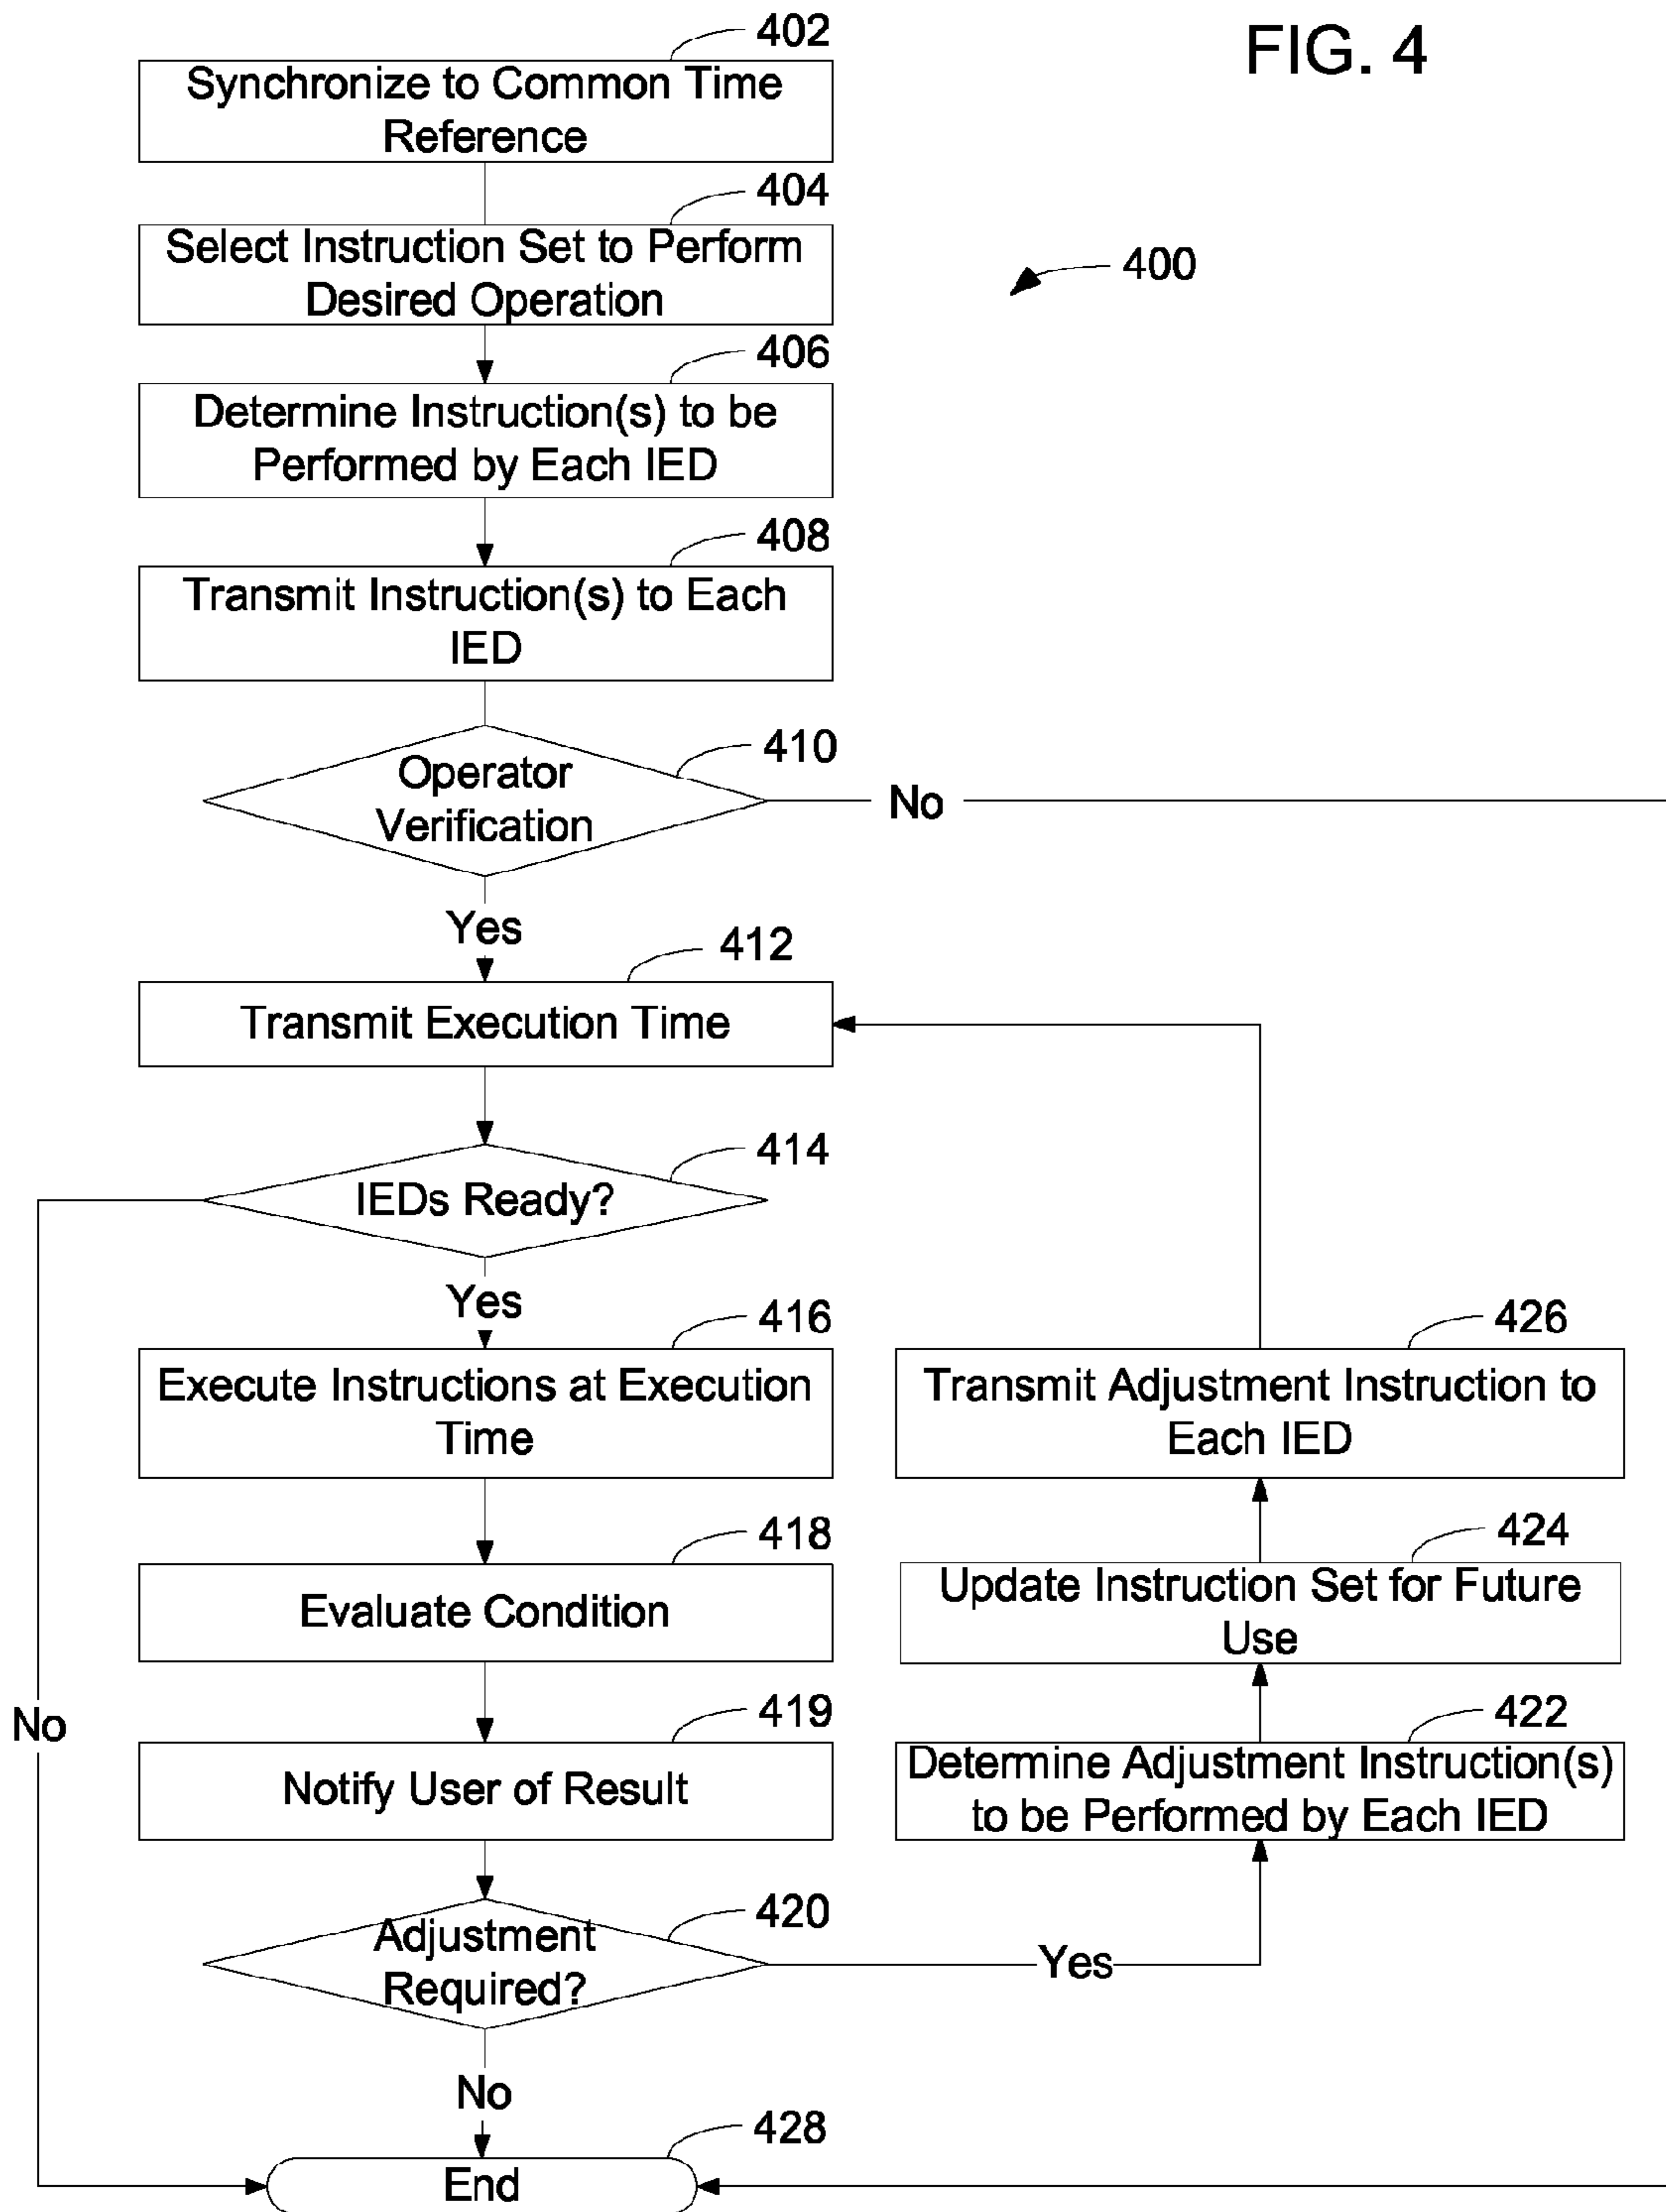 FIG. 4
400
402
Synchronize to Common Time
Reference
404
Select Instruction Set to Perform
Desired Operation
406
Determine Instruction(s) to be
Performed by Each IED
408
Transmit Instruction(s) to Each
IED
410
Operator
Verification
No
Yes
412
Transmit Execution Time
414
IEDs Ready?
No
Yes
416
Execute Instructions at Execution
Time
418
Evaluate Condition
419
Notify User of Result
420
Adjustment
Required?
Yes
422
Determine Adjustment Instruction(s)
to be Performed by Each IED
424
Update Instruction Set for Future
Use
426
Transmit Adjustment Instruction to
Each IED
No
428
End